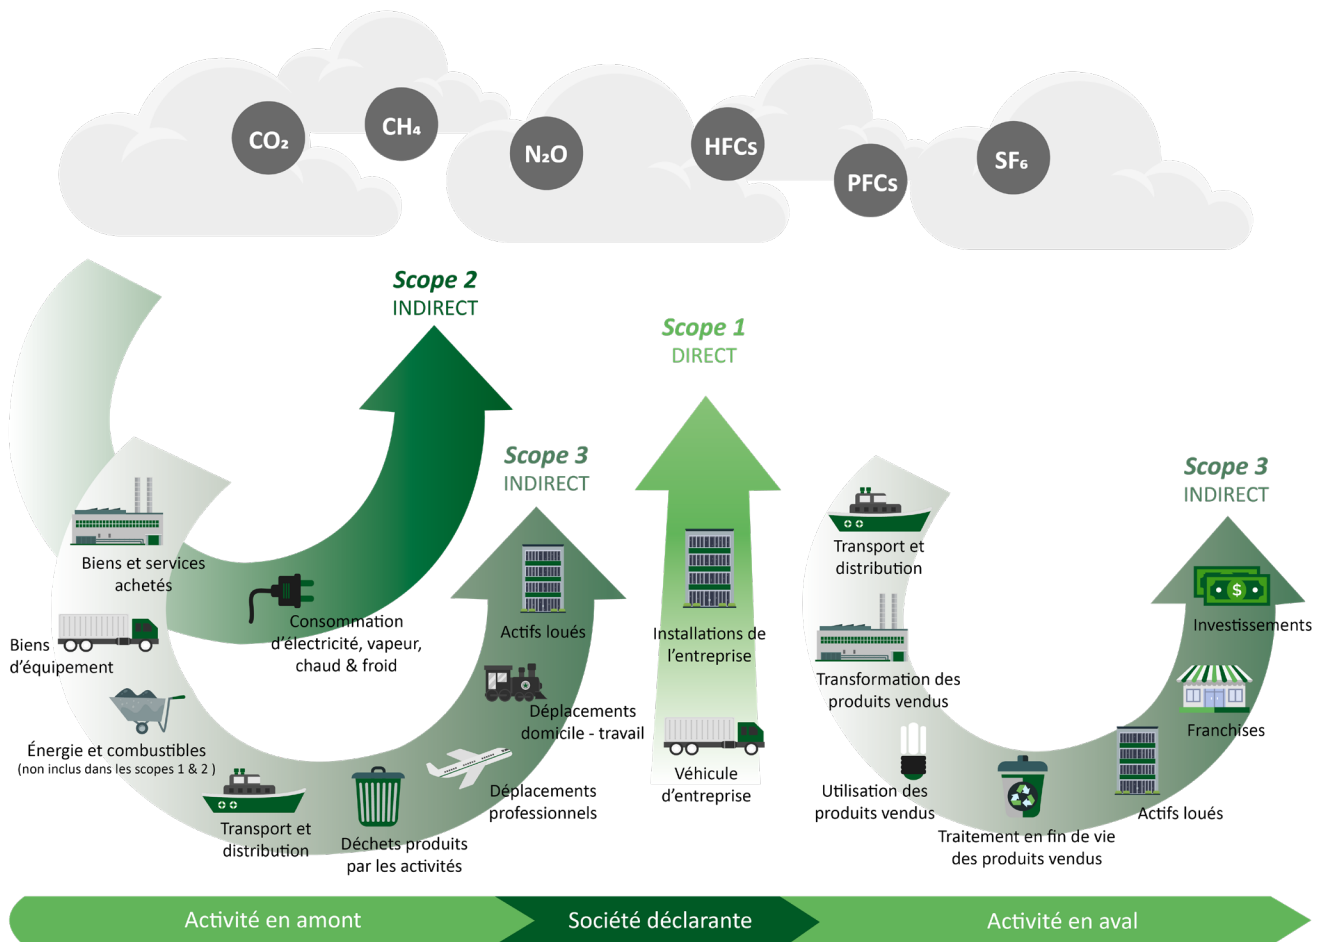 CO₂
CH₄
N₂O
HFCs
PFCs
SF₆
Scope 2
INDIRECT
Consommation
d'électricité, vapeur,
chaud & froid
Scope 3
INDIRECT
Biens et services
achetés
Biens
d'équipement
Énergie et combustibles
(non inclus dans les scopes 1 & 2 )
Transport et
distribution
Déchets produits
par les activités
Déplacements
professionnels
Déplacements
domicile - travail
Actifs loués
Scope 1
DIRECT
Installations de
l'entreprise
Véhicule
d'entreprise
Scope 3
INDIRECT
Transport et
distribution
Transformation des
produits vendus
Utilisation des
produits vendus
Traitement en fin de vie
des produits vendus
Actifs loués
Franchises
Investissements
$
Activité en amont
Société déclarante
Activité en aval